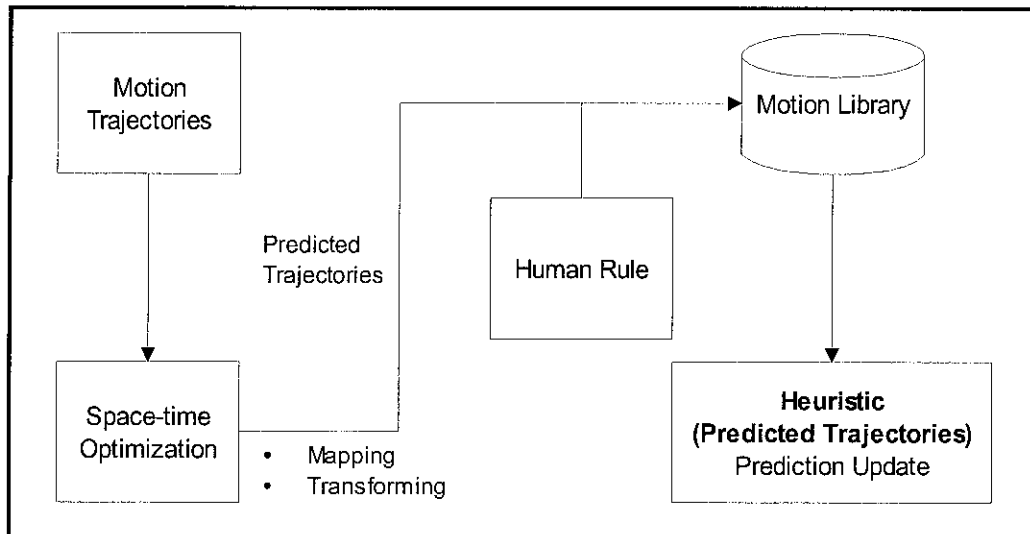 Motion
Trajectories
Motion Library
Predicted
Trajectories
Human Rule
Space-time
Optimization
• Mapping
• Transforming
Heuristic
(Predicted Trajectories)
Prediction Update